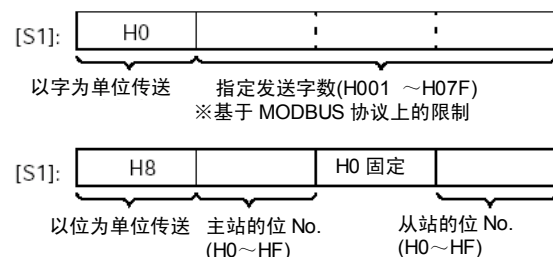 [S1]: H0
以字为单位传送 指定发送字数(H001 ～H07F)
※基于 MODBUS 协议上的限制
[S1]: H8 H0 固定
以位为单位传送 主站的位 No. 从站的位 No.
(H0～HF) (H0～HF)